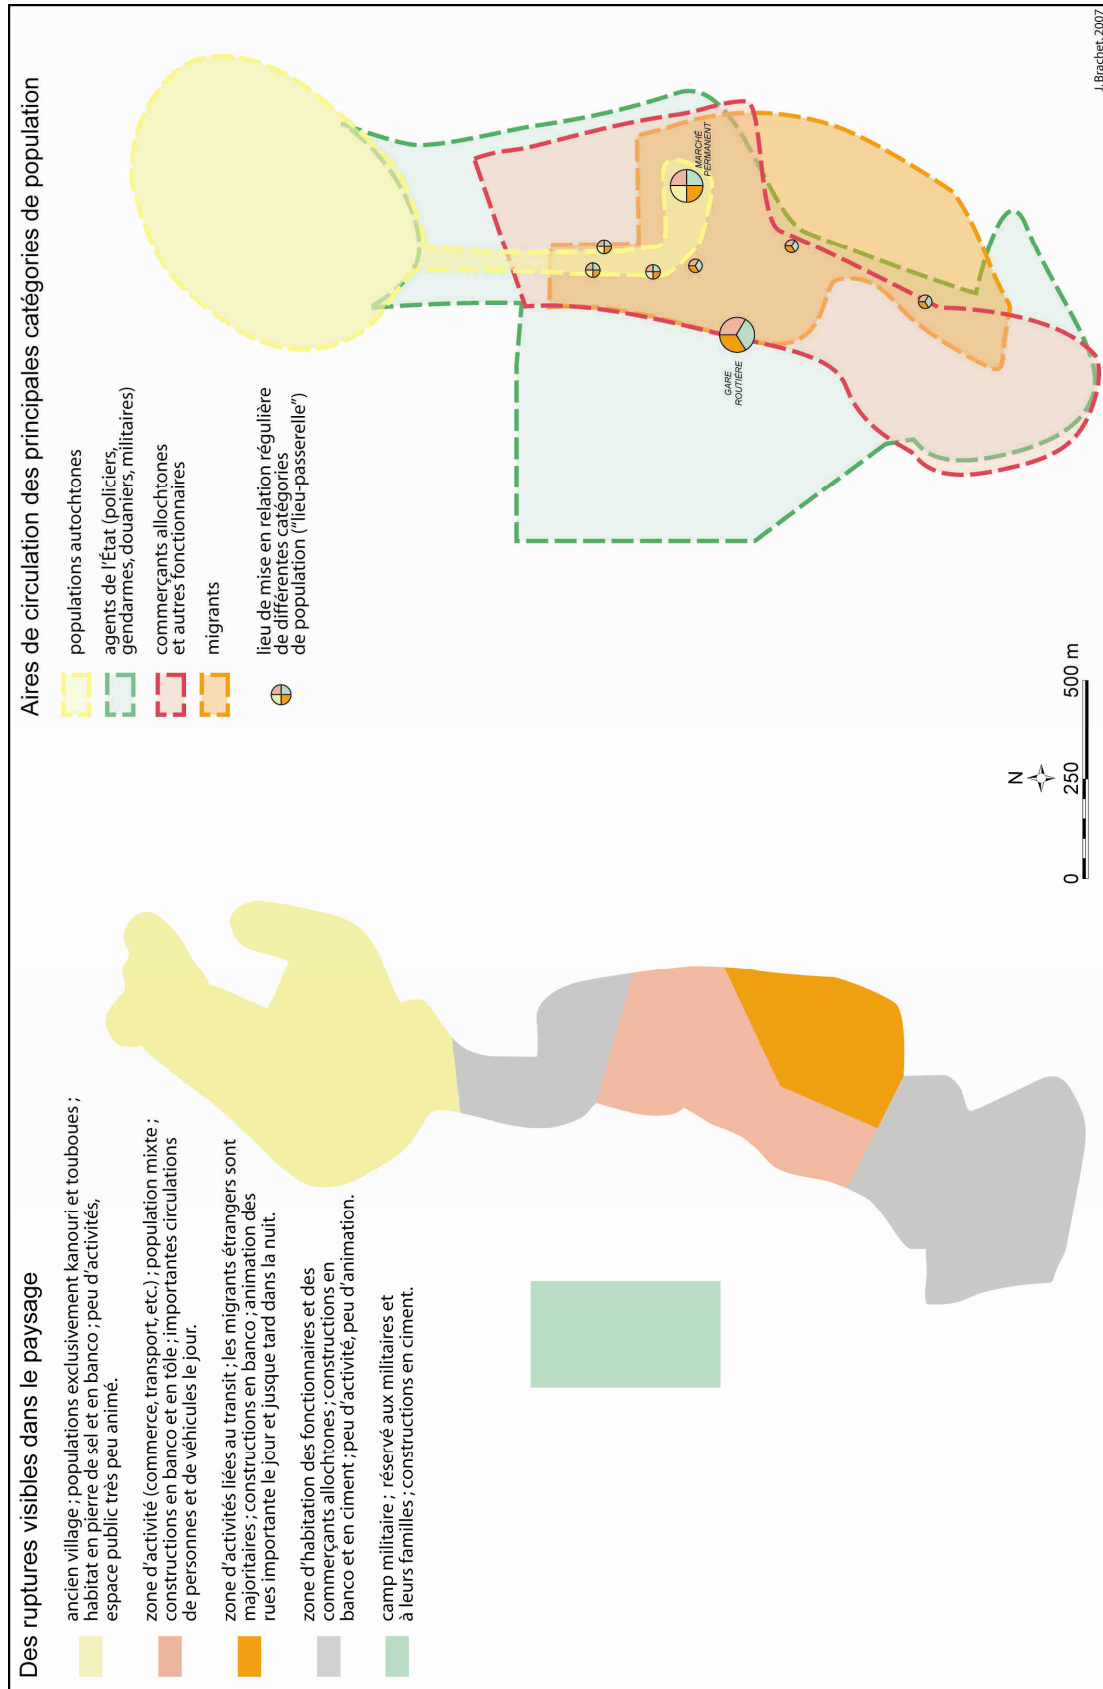 Des ruptures visibles dans le paysage
ancien village ; populations exclusivement kanouri et touboues ;
habitat en pierre de sel et en banco ; peu d'activités,
espace public très peu animé.
zone d'activité (commerce, transport, etc.) ; population mixte ;
constructions en banco et en tôle ; importantes circulations
de personnes et de véhicules le jour.
zone d'activités liées au transit ; les migrants étrangers sont
majoritaires ; constructions en banco ; animation des
rues importante le jour et jusque tard dans la nuit.
zone d'habitation des fonctionnaires et des
commerçants allochtones ; constructions en
banco et en ciment ; peu d'activité, peu d'animation.
camp militaire ; réservé aux militaires et
à leurs familles ; constructions en ciment.
Aires de circulation des principales catégories de population
populations autochtones
agents de l'État (policiers,
gendarmes, douaniers, militaires)
commerçants allochtones
et autres fonctionnaires
migrants
lieu de mise en relation régulière
de différentes catégories
de population ("lieu-passerelle")
MARCHÉ
PERMANENT
GARE
ROUTIÈRE
N
0 250 500 m
J. Brachet, 2007